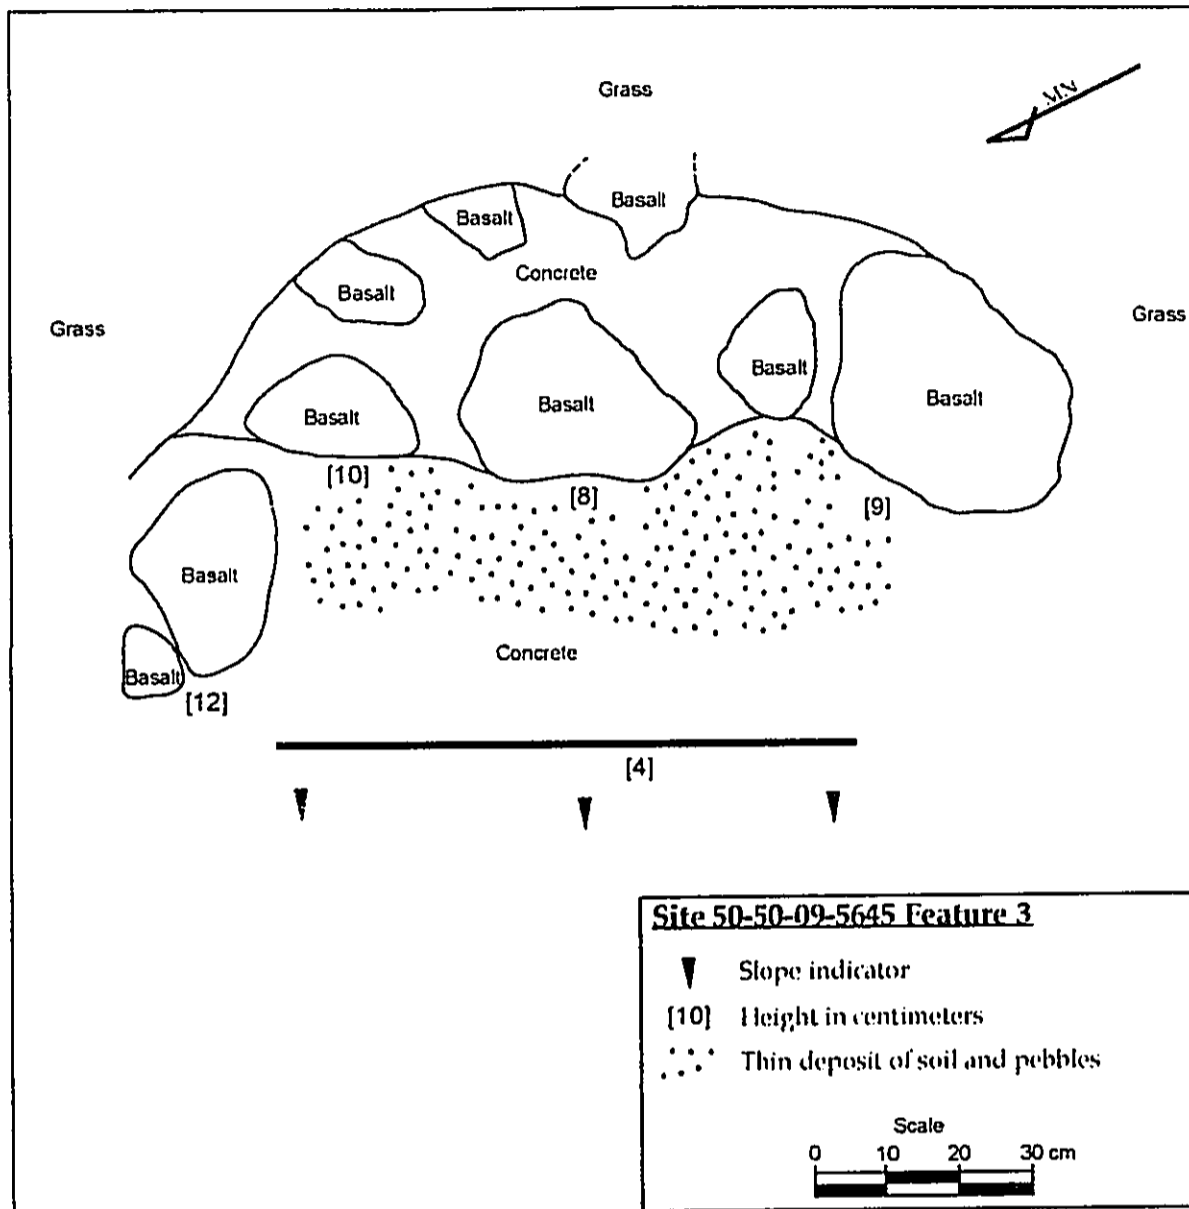 Grass
M.N.
Basalt
Basalt
Concrete
Basalt
Grass
Grass
Basalt
Basalt
Basalt
Basalt
[10]
[8]
[9]
Basalt
Concrete
Basalt
[12]
[4]
Site 50-50-09-5645 Feature 3
Slope indicator
[10] Height in centimeters
Thin deposit of soil and pebbles
Scale
0 10 20 30 cm